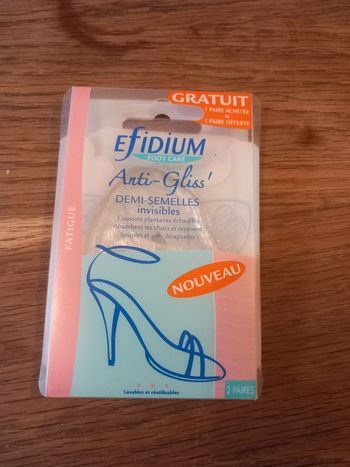 GRATUIT
1 PAIRE ACHETÉE
=
1 PAIRE OFFERTE
EFIDIUM
FOOT CARE
Anti-Gliss'
DEMI-SEMELLES
invisibles
Coussins plantaires échauffés
Absorbent les chocs et reposent
Souples et anti-dérapantes
FATIGUE
NOUVEAU
Lavables et réutilisables
2 PAIRES